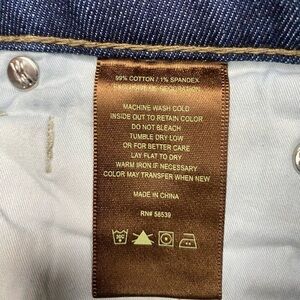 99% COTTON / 1% SPANDEX
MACHINE WASH COLD
INSIDE OUT TO RETAIN COLOR
DO NOT BLEACH
TUMBLE DRY LOW
OR FOR BETTER CARE
LAY FLAT TO DRY
WARM IRON IF NECESSARY
COLOR MAY TRANSFER WHEN NEW
MADE IN CHINA
RN# 56539